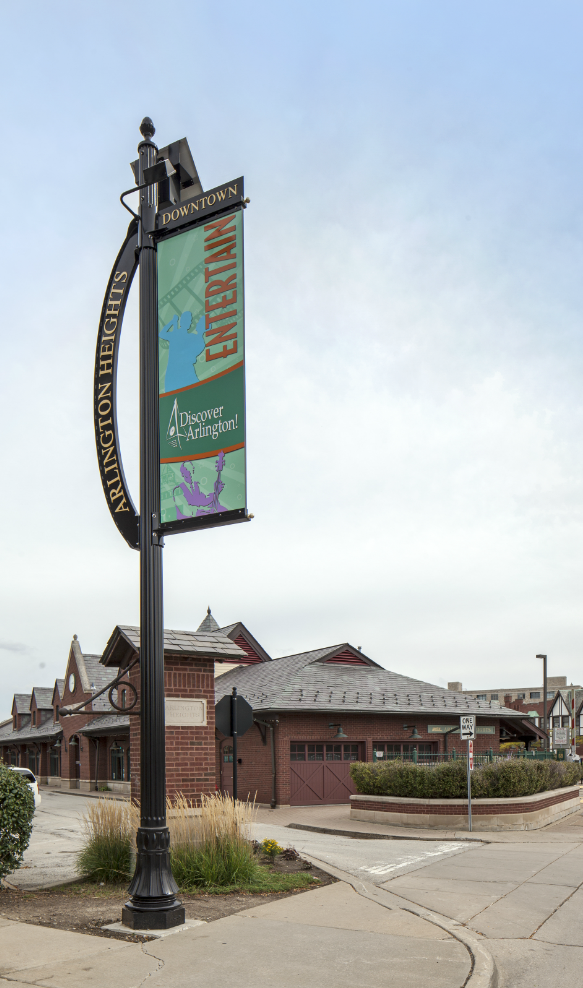 DOWNTOWN
ARLINGTON HEIGHTS
ENTERTAIN
Discover
Arlington!
ONE
WAY